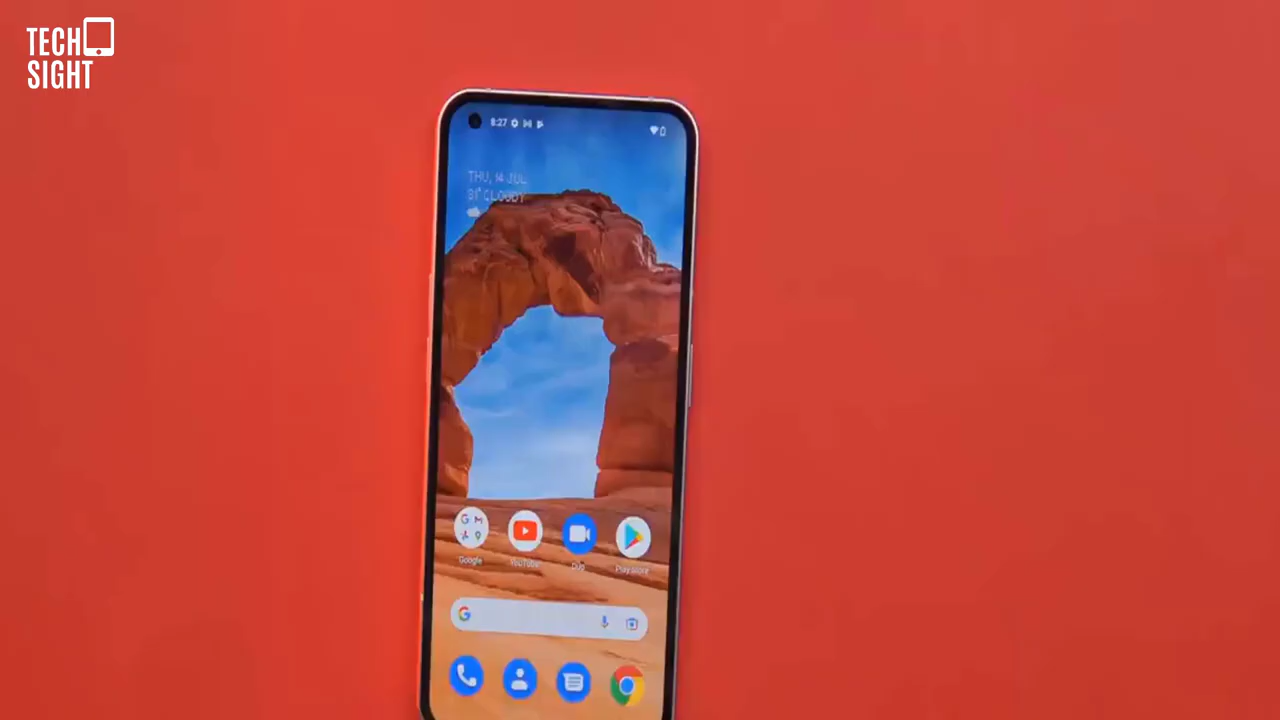 TECH
SIGHT
8:27
THU, 14 JUL
31° CLOUDY
Google
YouTube
Duo
Play Store